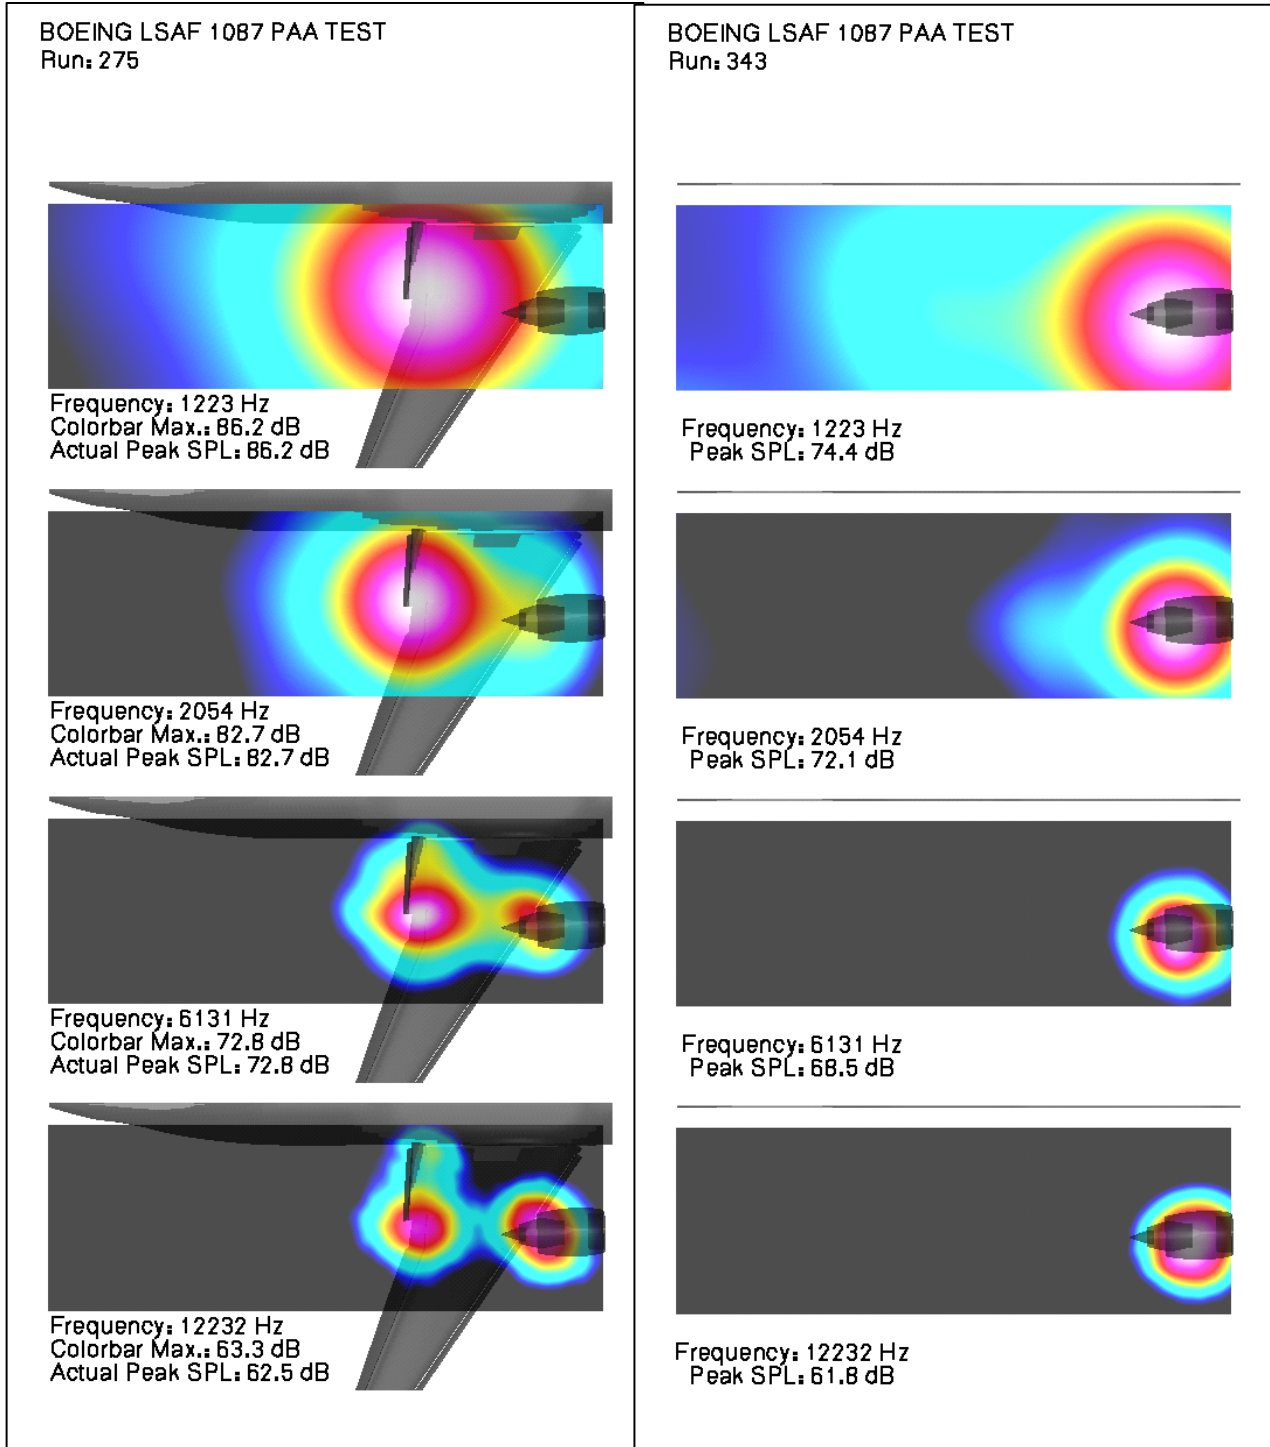 BOEING LSAF 1087 PAA TEST
Run: 275
Frequency: 1223 Hz
Colorbar Max.: 86.2 dB
Actual Peak SPL: 86.2 dB
Frequency: 2054 Hz
Colorbar Max.: 82.7 dB
Actual Peak SPL: 82.7 dB
Frequency: 6131 Hz
Colorbar Max.: 72.8 dB
Actual Peak SPL: 72.8 dB
Frequency: 12232 Hz
Colorbar Max.: 63.3 dB
Actual Peak SPL: 62.5 dB
BOEING LSAF 1087 PAA TEST
Run: 343
Frequency: 1223 Hz
Peak SPL: 74.4 dB
Frequency: 2054 Hz
Peak SPL: 72.1 dB
Frequency: 6131 Hz
Peak SPL: 68.5 dB
Frequency: 12232 Hz
Peak SPL: 61.8 dB